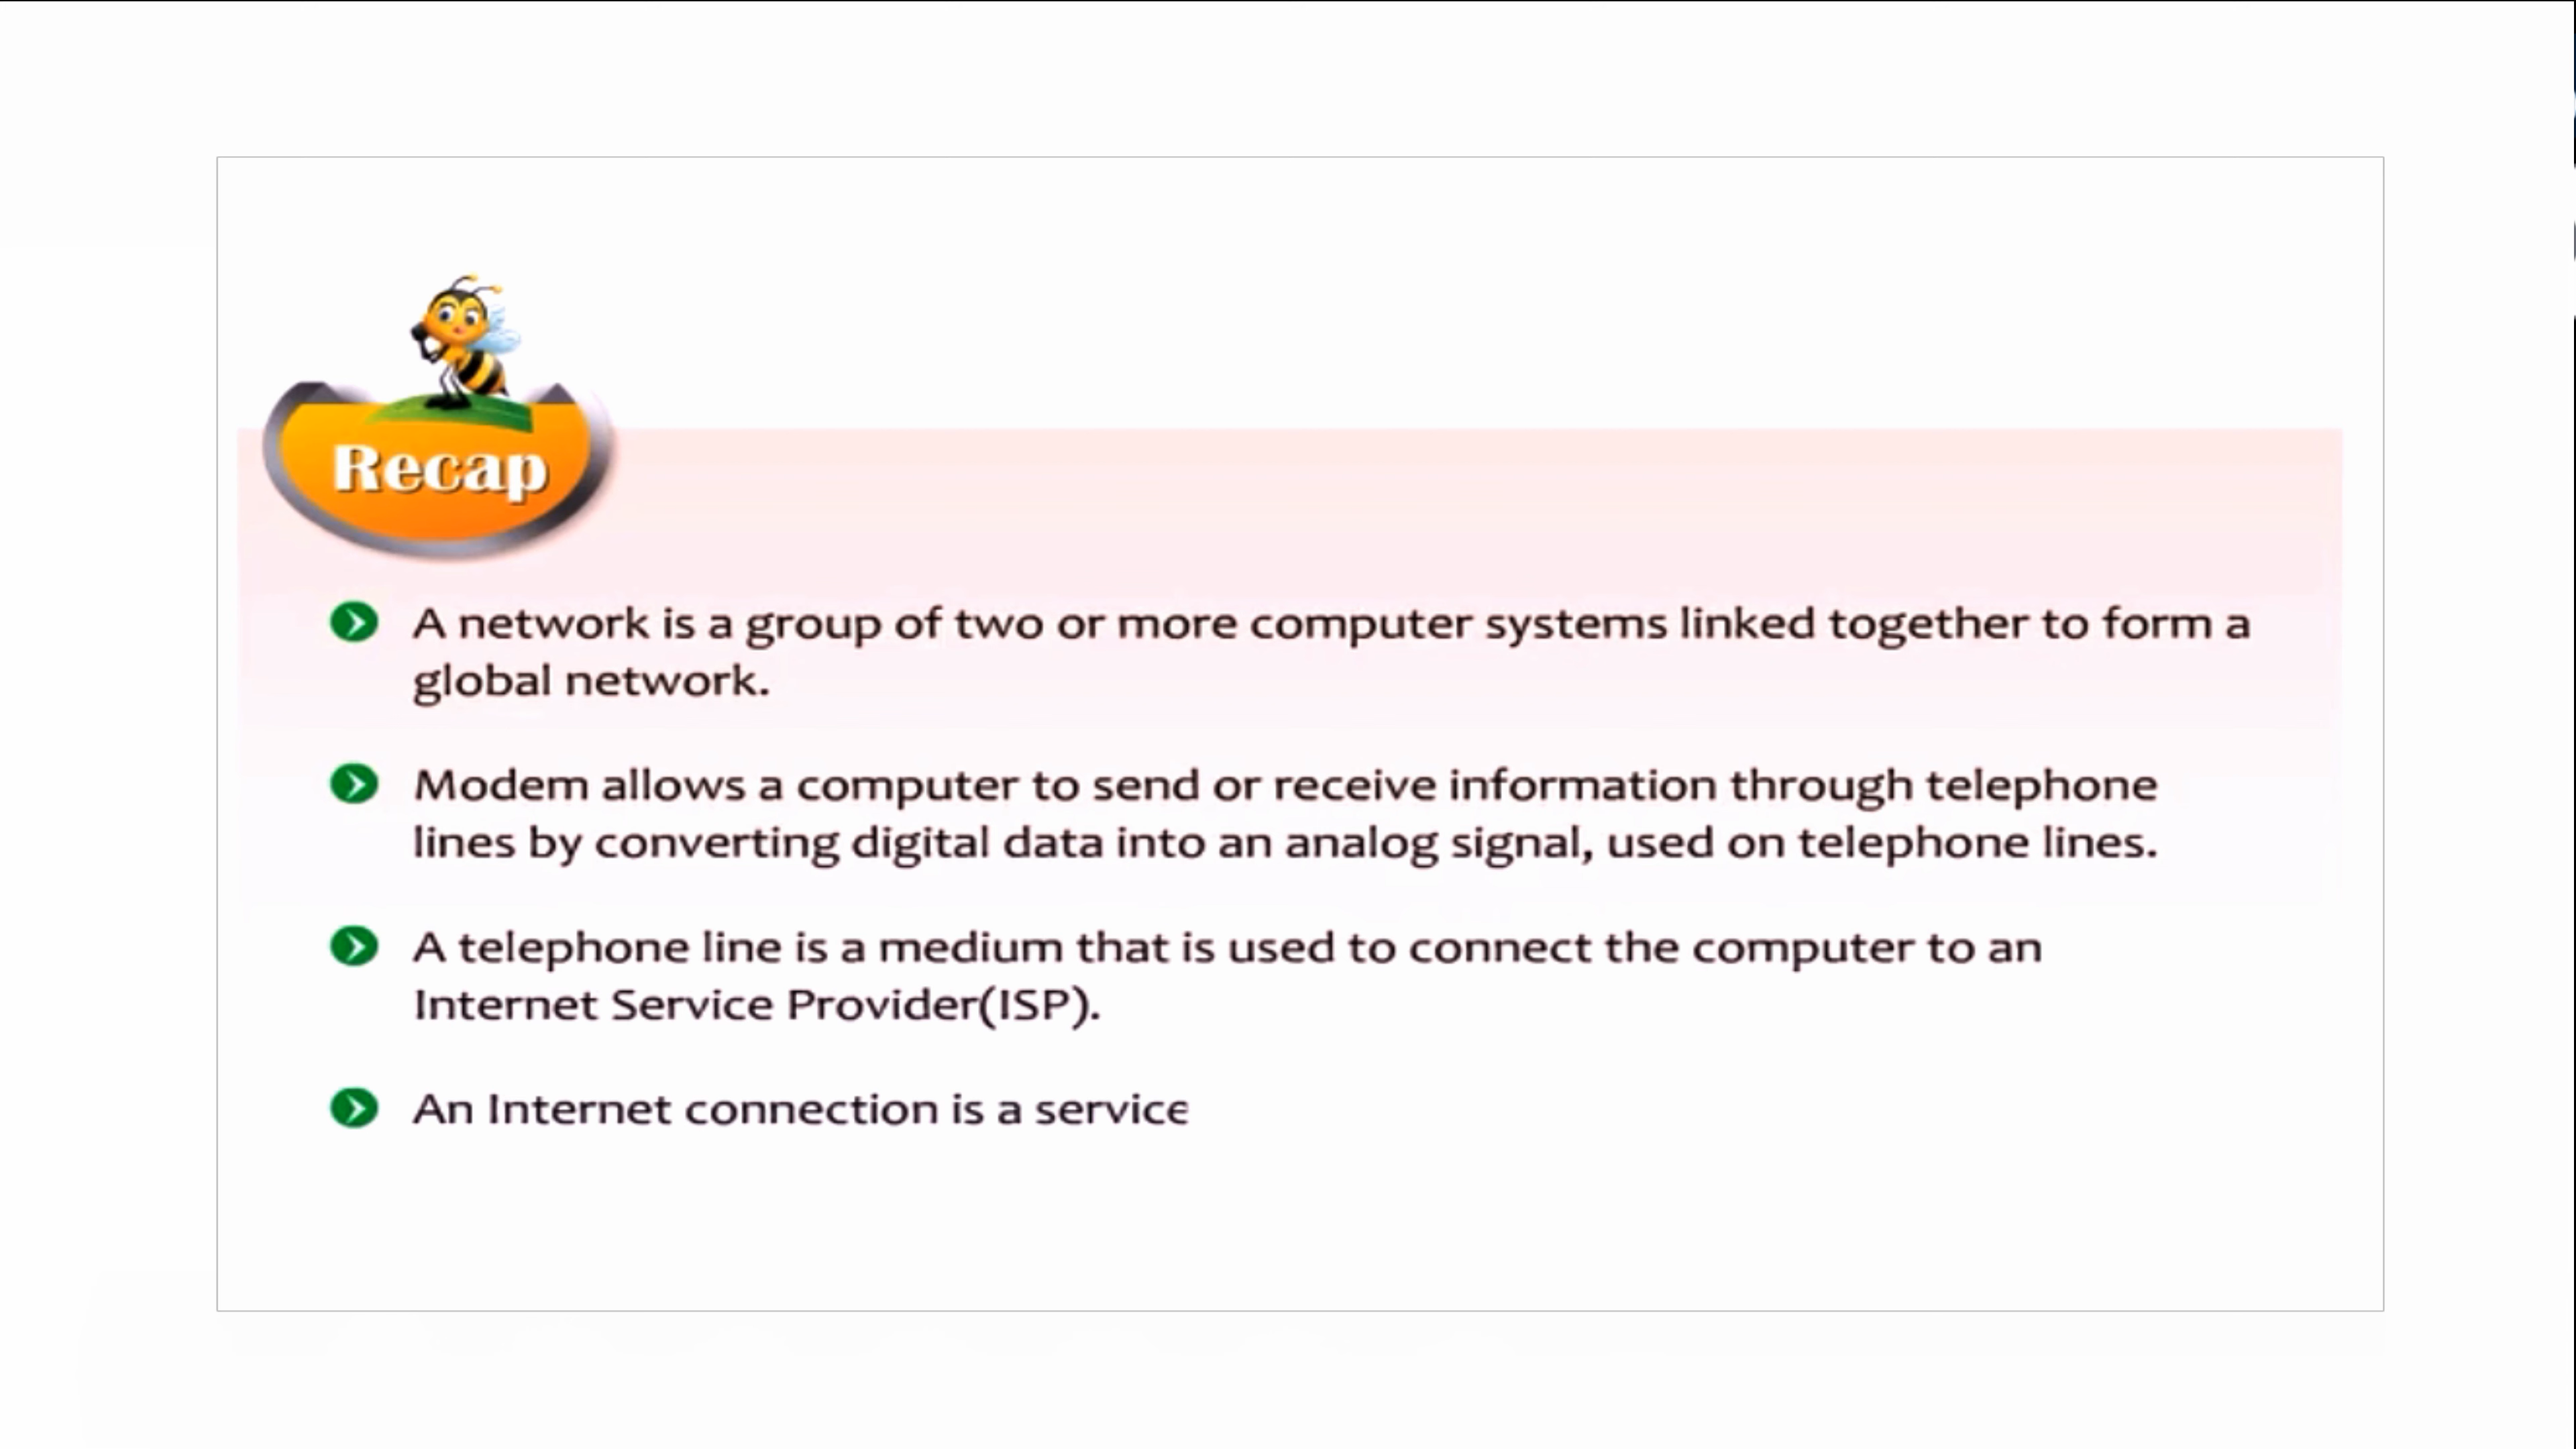 Recap
A network is a group of two or more computer systems linked together to form a
global network.
Modem allows a computer to send or receive information through telephone
lines by converting digital data into an analog signal, used on telephone lines.
A telephone line is a medium that is used to connect the computer to an
Internet Service Provider(ISP).
An Internet connection is a service